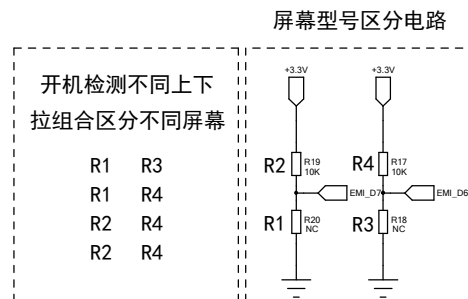 屏幕型号区分电路
开机检测不同上下
拉组合区分不同屏幕
R1 R3
R1 R4
R2 R4
R2 R4
+3.3V +3.3V
R2 R19 10K
R4 R17 10K
EMI_D7 EMI_D6
R1 R20 NC
R3 R18 NC